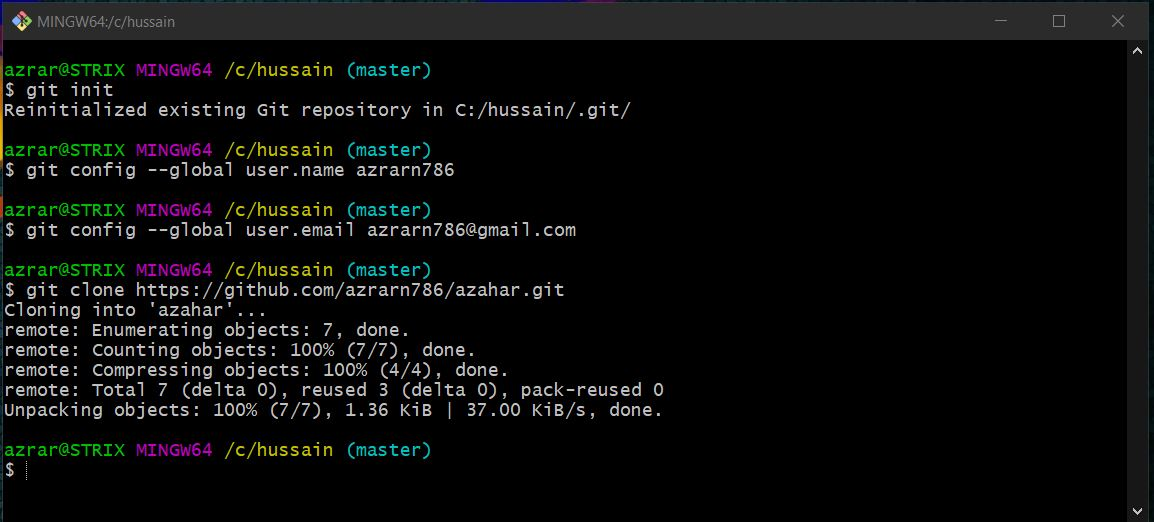 MINGW64:/c/hussain
azrar@STRIX MINGW64 /c/hussain (master)
$ git init
Reinitialized existing Git repository in C:/hussain/.git/
azrar@STRIX MINGW64 /c/hussain (master)
$ git config --global user.name azrarn786
azrar@STRIX MINGW64 /c/hussain (master)
$ git config --global user.email azrarn786@gmail.com
azrar@STRIX MINGW64 /c/hussain (master)
$ git clone https://github.com/azrarn786/azahar.git
Cloning into 'azahar'...
remote: Enumerating objects: 7, done.
remote: Counting objects: 100% (7/7), done.
remote: Compressing objects: 100% (4/4), done.
remote: Total 7 (delta 0), reused 3 (delta 0), pack-reused 0
Unpacking objects: 100% (7/7), 1.36 KiB | 37.00 KiB/s, done.
azrar@STRIX MINGW64 /c/hussain (master)
$